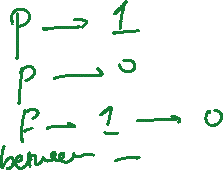 P → 1
P → 0
F → 1 → 0
between —